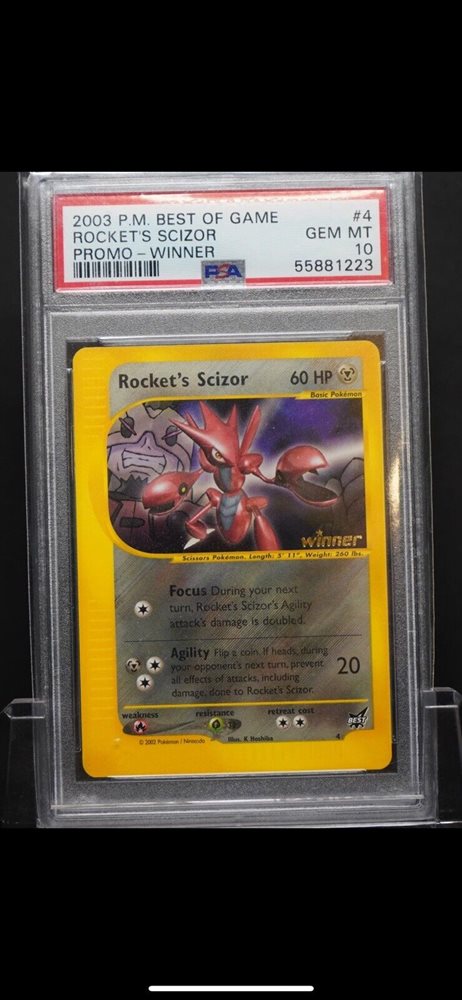 2003 P.M. BEST OF GAME #4
ROCKET'S SCIZOR GEM MT
PROMO – WINNER 10
PSA 55881223
Rocket's Scizor 60 HP
Basic Pokémon
winner
Scissors Pokémon. Length: 5' 11", Weight: 260 lbs.
Focus During your next
turn, Rocket's Scizor's Agility
attack's damage is doubled.
Agility Flip a coin. If heads, during
your opponent's next turn, prevent
all effects of attacks, including
damage, done to Rocket's Scizor.
20
weakness resistance retreat cost
BEST
© 2002 Pokémon / Nintendo Illus. K Hoshiba 4